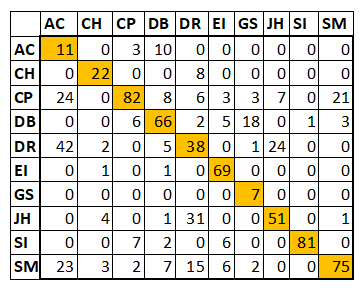 AC CH CP DB DR EI GS JH SI SM
AC 11 0 3 10 0 0 0 0 0 0
CH 0 22 0 0 8 0 0 0 0 0
CP 24 0 82 8 6 3 3 7 0 21
DB 0 0 6 66 2 5 18 0 1 3
DR 42 2 0 5 38 0 1 24 0 0
EI 0 1 0 1 0 69 0 0 0 0
GS 0 0 0 0 0 0 7 0 0 0
JH 0 4 0 1 31 0 0 51 0 1
SI 0 0 7 2 0 6 0 0 81 0
SM 23 3 2 7 15 6 2 0 0 75